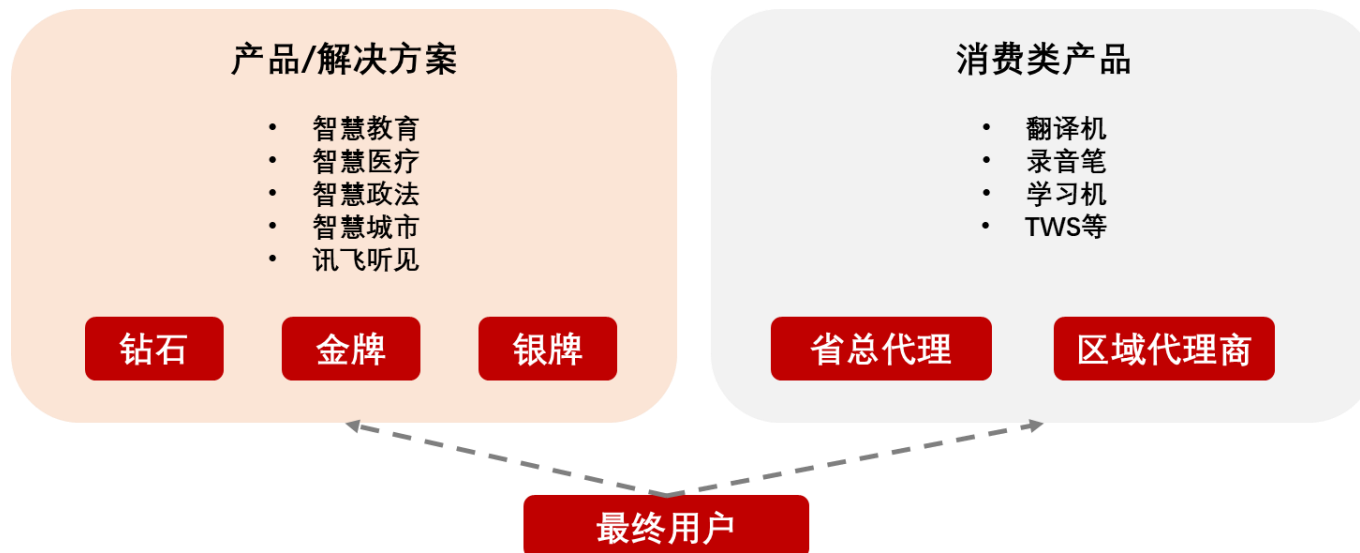 产品/解决方案
• 智慧教育
• 智慧医疗
• 智慧政法
• 智慧城市
• 讯飞听见
钻石
金牌
银牌
消费类产品
• 翻译机
• 录音笔
• 学习机
• TWS等
省总代理
区域代理商
最终用户